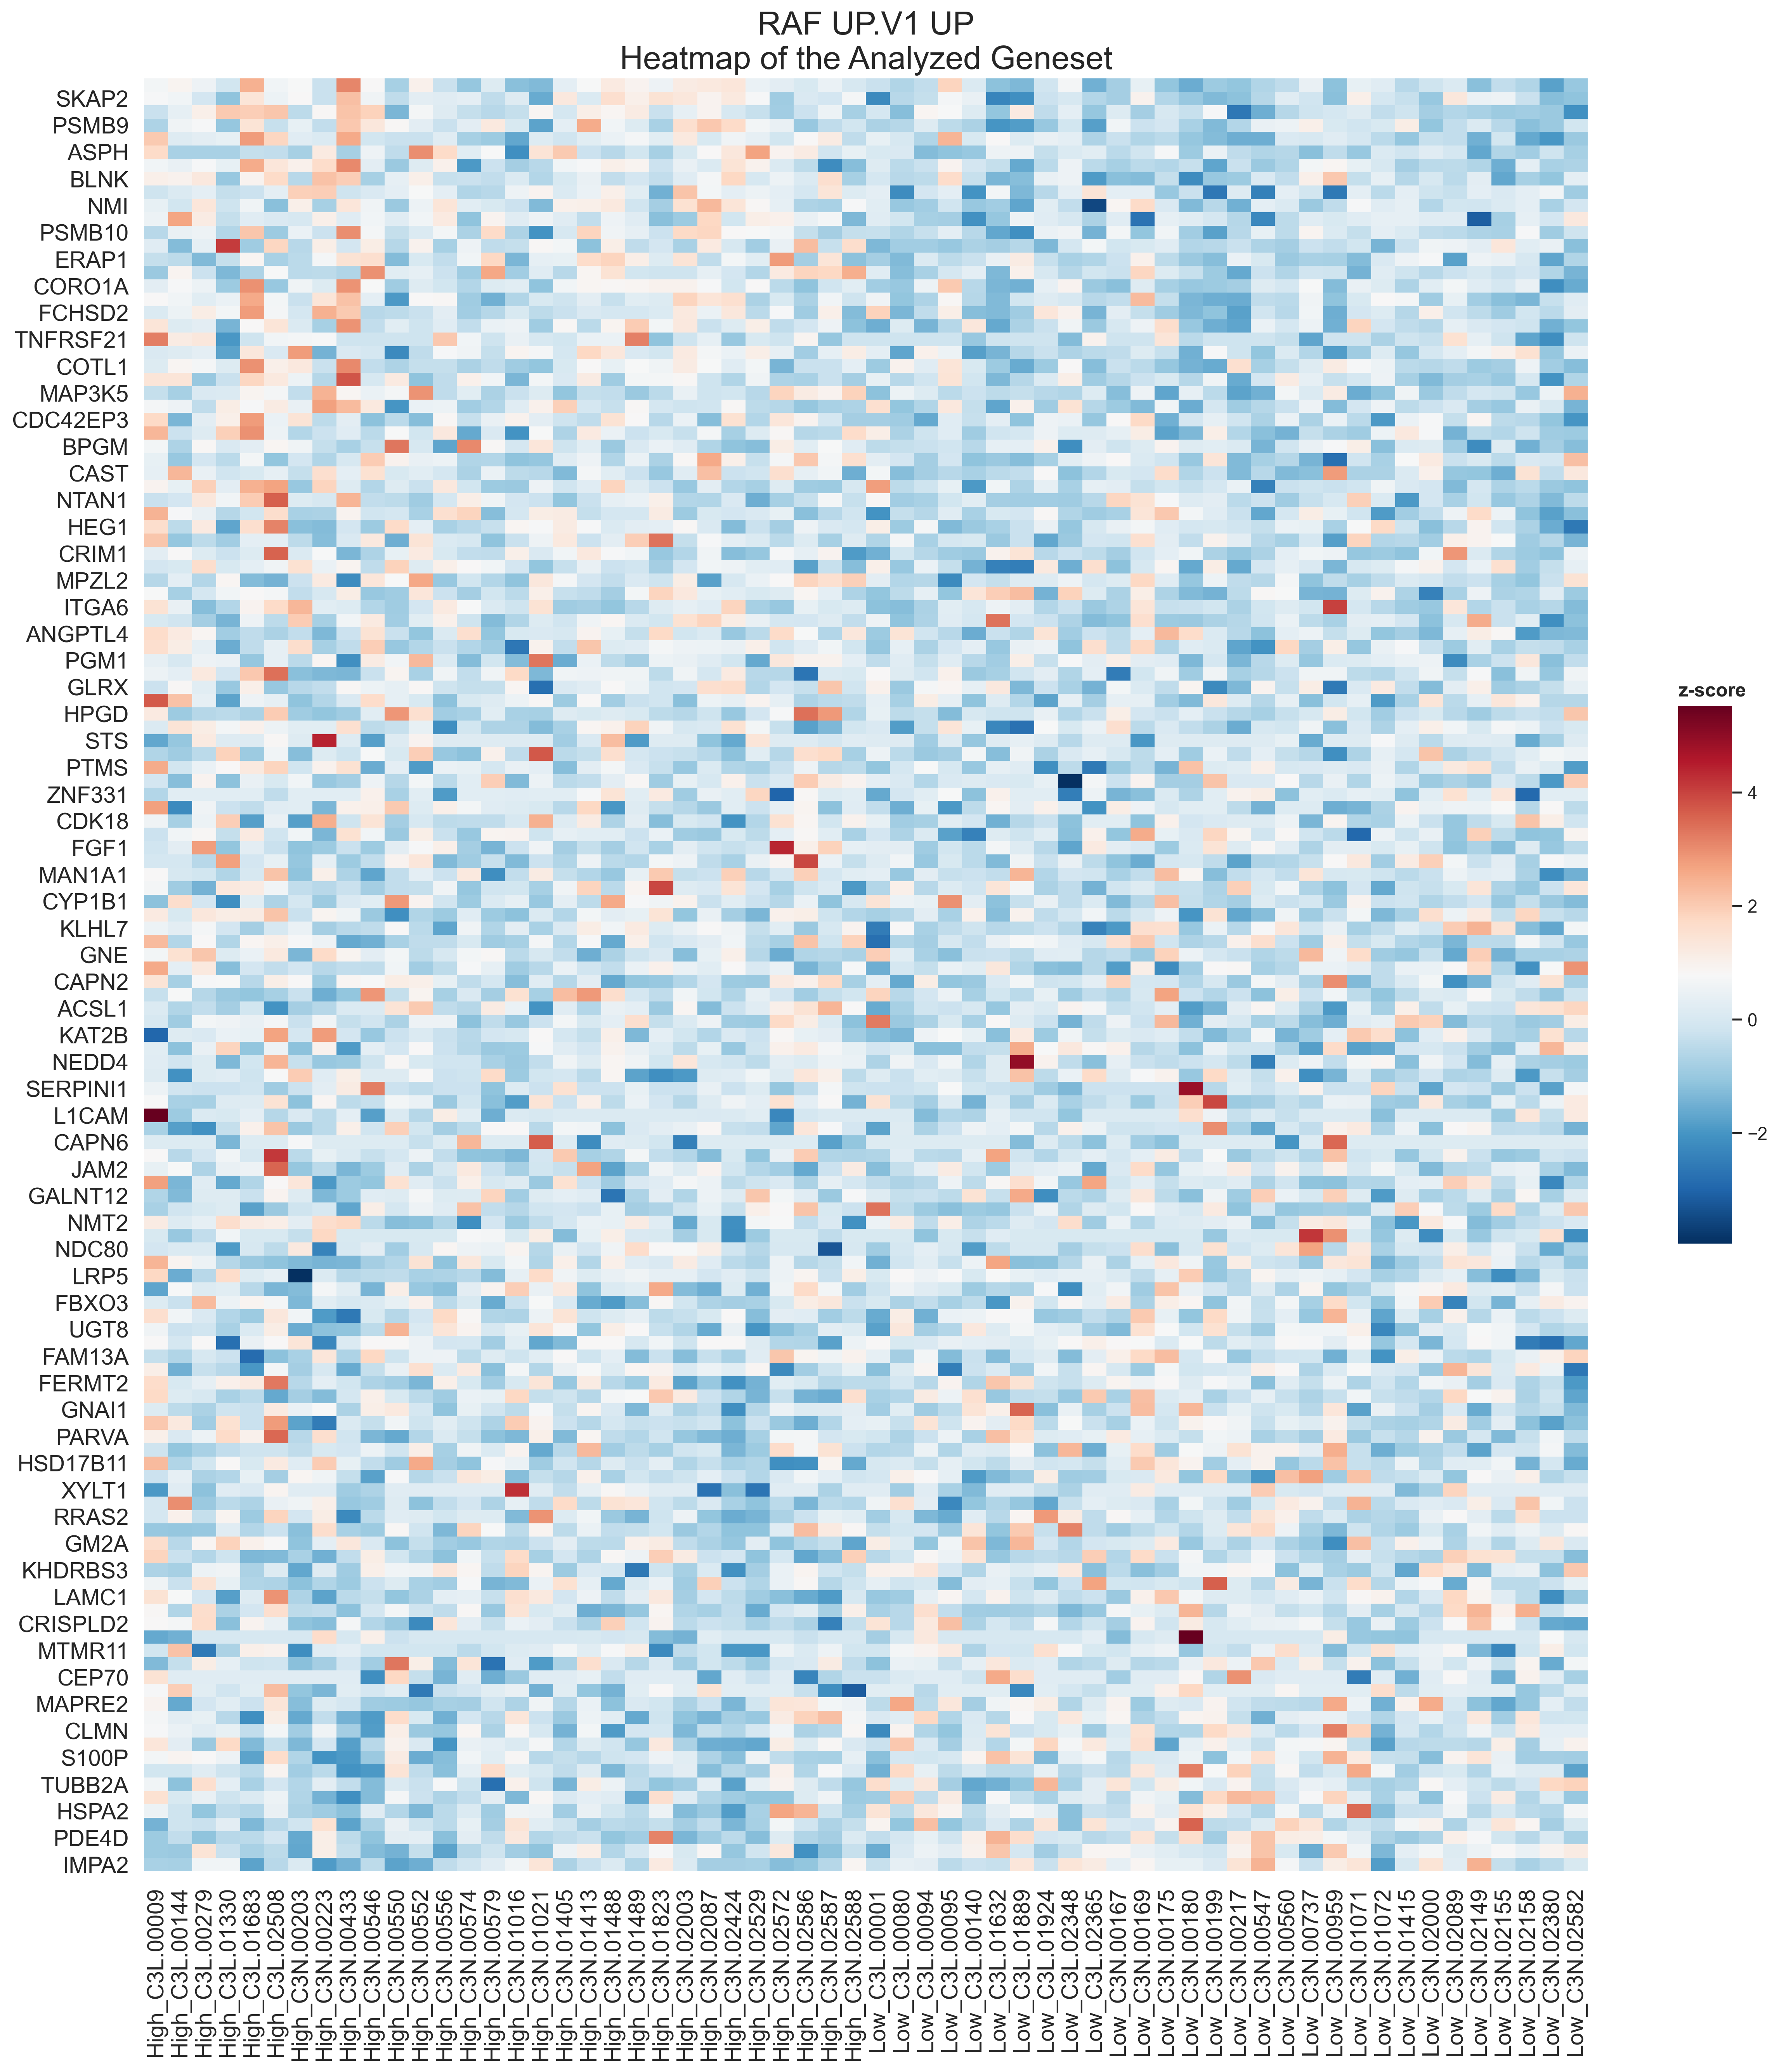 RAF UP.V1 UP
Heatmap of the Analyzed Geneset
SKAP2
PSMB9
ASPH
BLNK
NMI
PSMB10
ERAP1
CORO1A
FCHSD2
TNFRSF21
COTL1
MAP3K5
CDC42EP3
BPGM
CAST
NTAN1
HEG1
CRIM1
MPZL2
ITGA6
ANGPTL4
PGM1
GLRX
HPGD
STS
PTMS
ZNF331
CDK18
FGF1
MAN1A1
CYP1B1
KLHL7
GNE
CAPN2
ACSL1
KAT2B
NEDD4
SERPINI1
L1CAM
CAPN6
JAM2
GALNT12
NMT2
NDC80
LRP5
FBXO3
UGT8
FAM13A
FERMT2
GNAI1
PARVA
HSD17B11
XYLT1
RRAS2
GM2A
KHDRBS3
LAMC1
CRISPLD2
MTMR11
CEP70
MAPRE2
CLMN
S100P
TUBB2A
HSPA2
PDE4D
IMPA2
High_C3L.00009
High_C3L.00144
High_C3L.00279
High_C3L.01330
High_C3L.01683
High_C3L.02508
High_C3N.00203
High_C3N.00223
High_C3N.00433
High_C3N.00546
High_C3N.00550
High_C3N.00552
High_C3N.00556
High_C3N.00574
High_C3N.00579
High_C3N.01016
High_C3N.01021
High_C3N.01405
High_C3N.01413
High_C3N.01488
High_C3N.01489
High_C3N.01823
High_C3N.02003
High_C3N.02087
High_C3N.02424
High_C3N.02529
High_C3N.02572
High_C3N.02586
High_C3N.02587
High_C3N.02588
Low_C3L.00001
Low_C3L.00080
Low_C3L.00094
Low_C3L.00095
Low_C3L.00140
Low_C3L.01632
Low_C3L.01889
Low_C3L.01924
Low_C3L.02348
Low_C3L.02365
Low_C3N.00167
Low_C3N.00169
Low_C3N.00175
Low_C3N.00180
Low_C3N.00199
Low_C3N.00217
Low_C3N.00547
Low_C3N.00560
Low_C3N.00737
Low_C3N.00959
Low_C3N.01071
Low_C3N.01072
Low_C3N.01415
Low_C3N.02000
Low_C3N.02089
Low_C3N.02149
Low_C3N.02155
Low_C3N.02158
Low_C3N.02380
Low_C3N.02582
z-score
4
2
0
−2